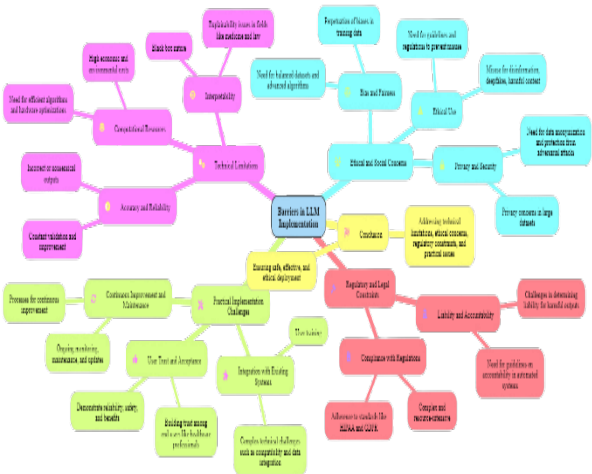 Explainability issues in fields
like medicine and law
Black box nature
Interpretability
High economic and
environmental costs
Need for efficient algorithms
and hardware optimizations
Computational Resources
Technical Limitations
Incorrect or nonsensical
outputs
Accuracy and Reliability
Constant validation and
improvement
Perpetuation of biases in
training data
Need for balanced datasets and
advanced algorithms
Bias and Fairness
Need for guidelines and
regulations to prevent misuse
Misuse for disinformation,
deepfakes, harmful content
Ethical Use
Ethical and Social Concerns
Need for data anonymization
and protection from
adversarial attacks
Privacy and Security
Privacy concerns in large
datasets
Barriers in LLM
Implementation
Conclusion
Addressing technical
limitations, ethical concerns,
regulatory constraints, and
practical issues
Ensuring safe, effective, and
ethical deployment
Regulatory and Legal
Constraints
Liability and Accountability
Challenges in determining
liability for harmful outputs
Need for guidelines on
accountability in automated
systems
Compliance with Regulations
Adherence to standards like
HIPAA and GDPR
Complex and
resource-intensive
Practical Implementation
Challenges
Continuous Improvement and
Maintenance
Processes for continuous
improvement
Ongoing monitoring,
maintenance, and updates
User Trust and Acceptance
Demonstrate reliability, safety,
and benefits
Building trust among
end users like healthcare
professionals
Integration with Existing
Systems
User training
Complex technical challenges
such as compatibility and data
integration